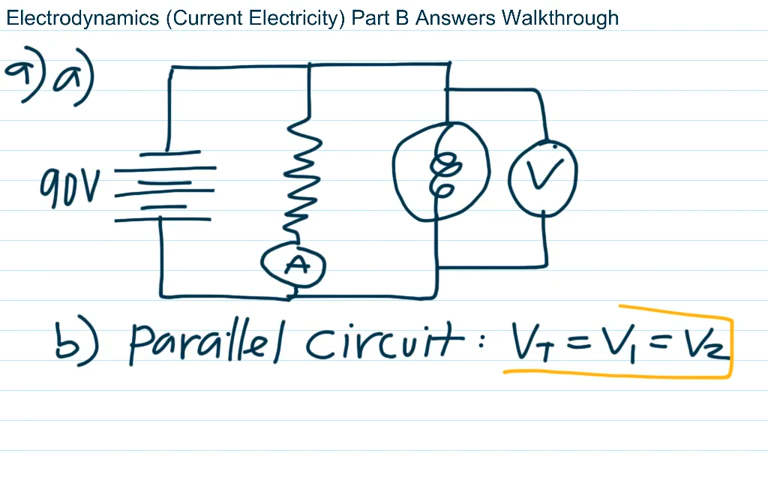 Electrodynamics (Current Electricity) Part B Answers Walkthrough
9) a)
90V
V
A
b) Parallel Circuit: VT = V1 = V2